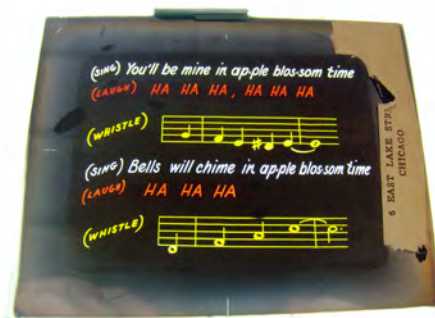 (SING) You'll be mine in ap-ple blos-som time
(LAUGH) HA HA HA, HA HA HA
(WHISTLE)
(SING) Bells will chime in ap-ple blos-som time
(LAUGH) HA HA HA
(WHISTLE)
6 EAST LAKE STR
CHICAGO